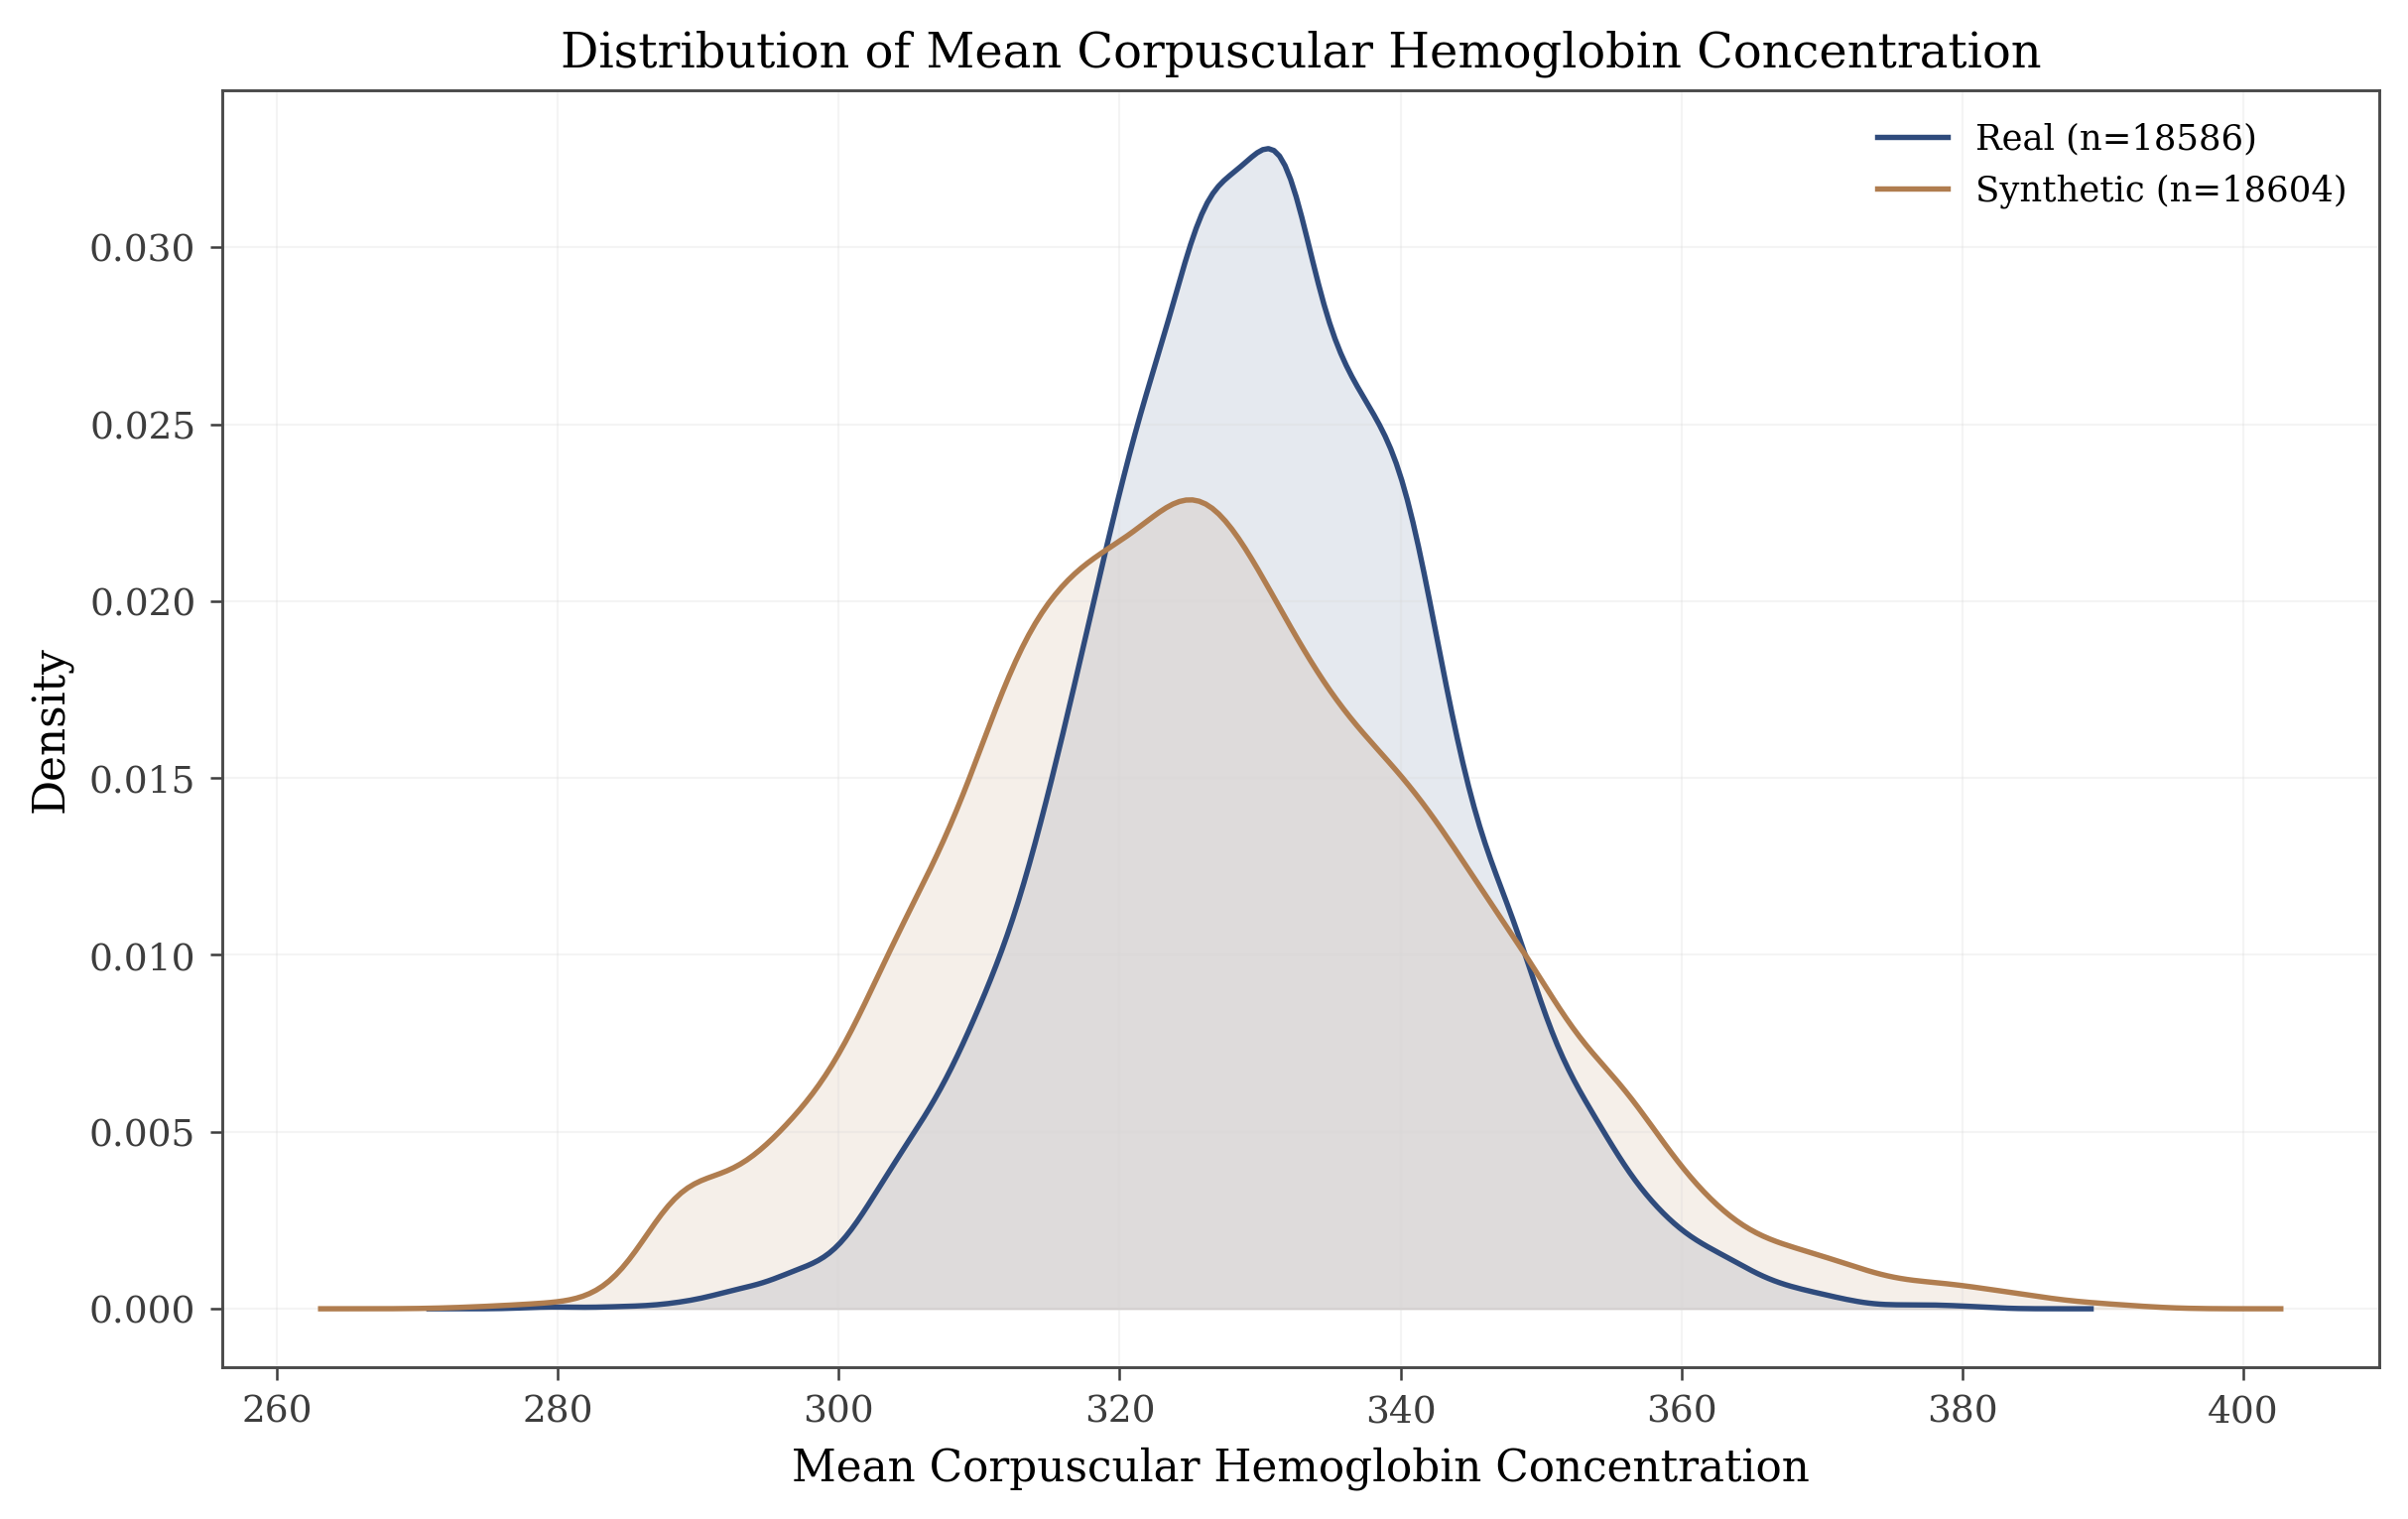 Distribution of Mean Corpuscular Hemoglobin Concentration
Real (n=18586)
Synthetic (n=18604)
0.030
0.025
0.020
0.015
0.010
0.005
0.000
Density
260 280 300 320 340 360 380 400
Mean Corpuscular Hemoglobin Concentration